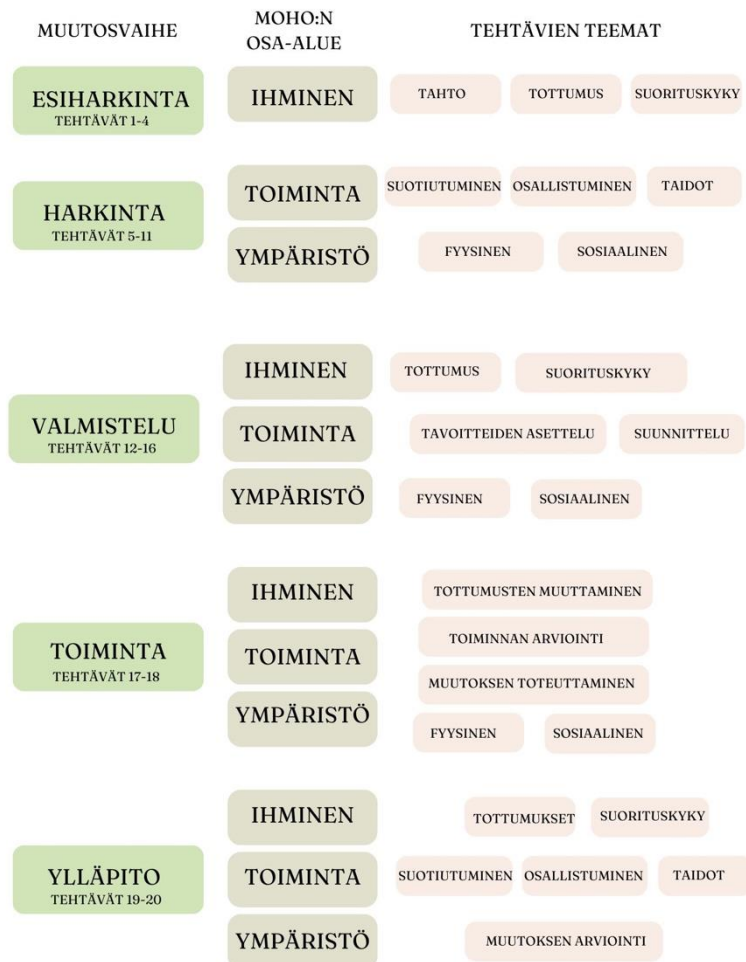 MUUTOSVAIHE
MOHO:N
OSA-ALUE
TEHTÄVIEN TEEMAT
ESIHARKINTA
TEHTÄVÄT 1-4
IHMINEN
TAHTO
TOTTUMUS
SUORITUSKYKY
HARKINTA
TEHTÄVÄT 5-11
TOIMINTA
SUOTIUTUMINEN
OSALLISTUMINEN
TAIDOT
YMPÄRISTÖ
FYYSINEN
SOSIAALINEN
VALMISTELU
TEHTÄVÄT 12-16
IHMINEN
TOTTUMUS
SUORITUSKYKY
TOIMINTA
TAVOITTEIDEN ASETTELU
SUUNNITTELU
YMPÄRISTÖ
FYYSINEN
SOSIAALINEN
TOIMINTA
TEHTÄVÄT 17-18
IHMINEN
TOTTUMUSTEN MUUTTAMINEN
TOIMINTA
TOIMINNAN ARVIOINTI
MUUTOKSEN TOTEUTTAMINEN
YMPÄRISTÖ
FYYSINEN
SOSIAALINEN
YLLÄPITO
TEHTÄVÄT 19-20
IHMINEN
TOTTUMUKSET
SUORITUSKYKY
TOIMINTA
SUOTIUTUMINEN
OSALLISTUMINEN
TAIDOT
YMPÄRISTÖ
MUUTOKSEN ARVIOINTI